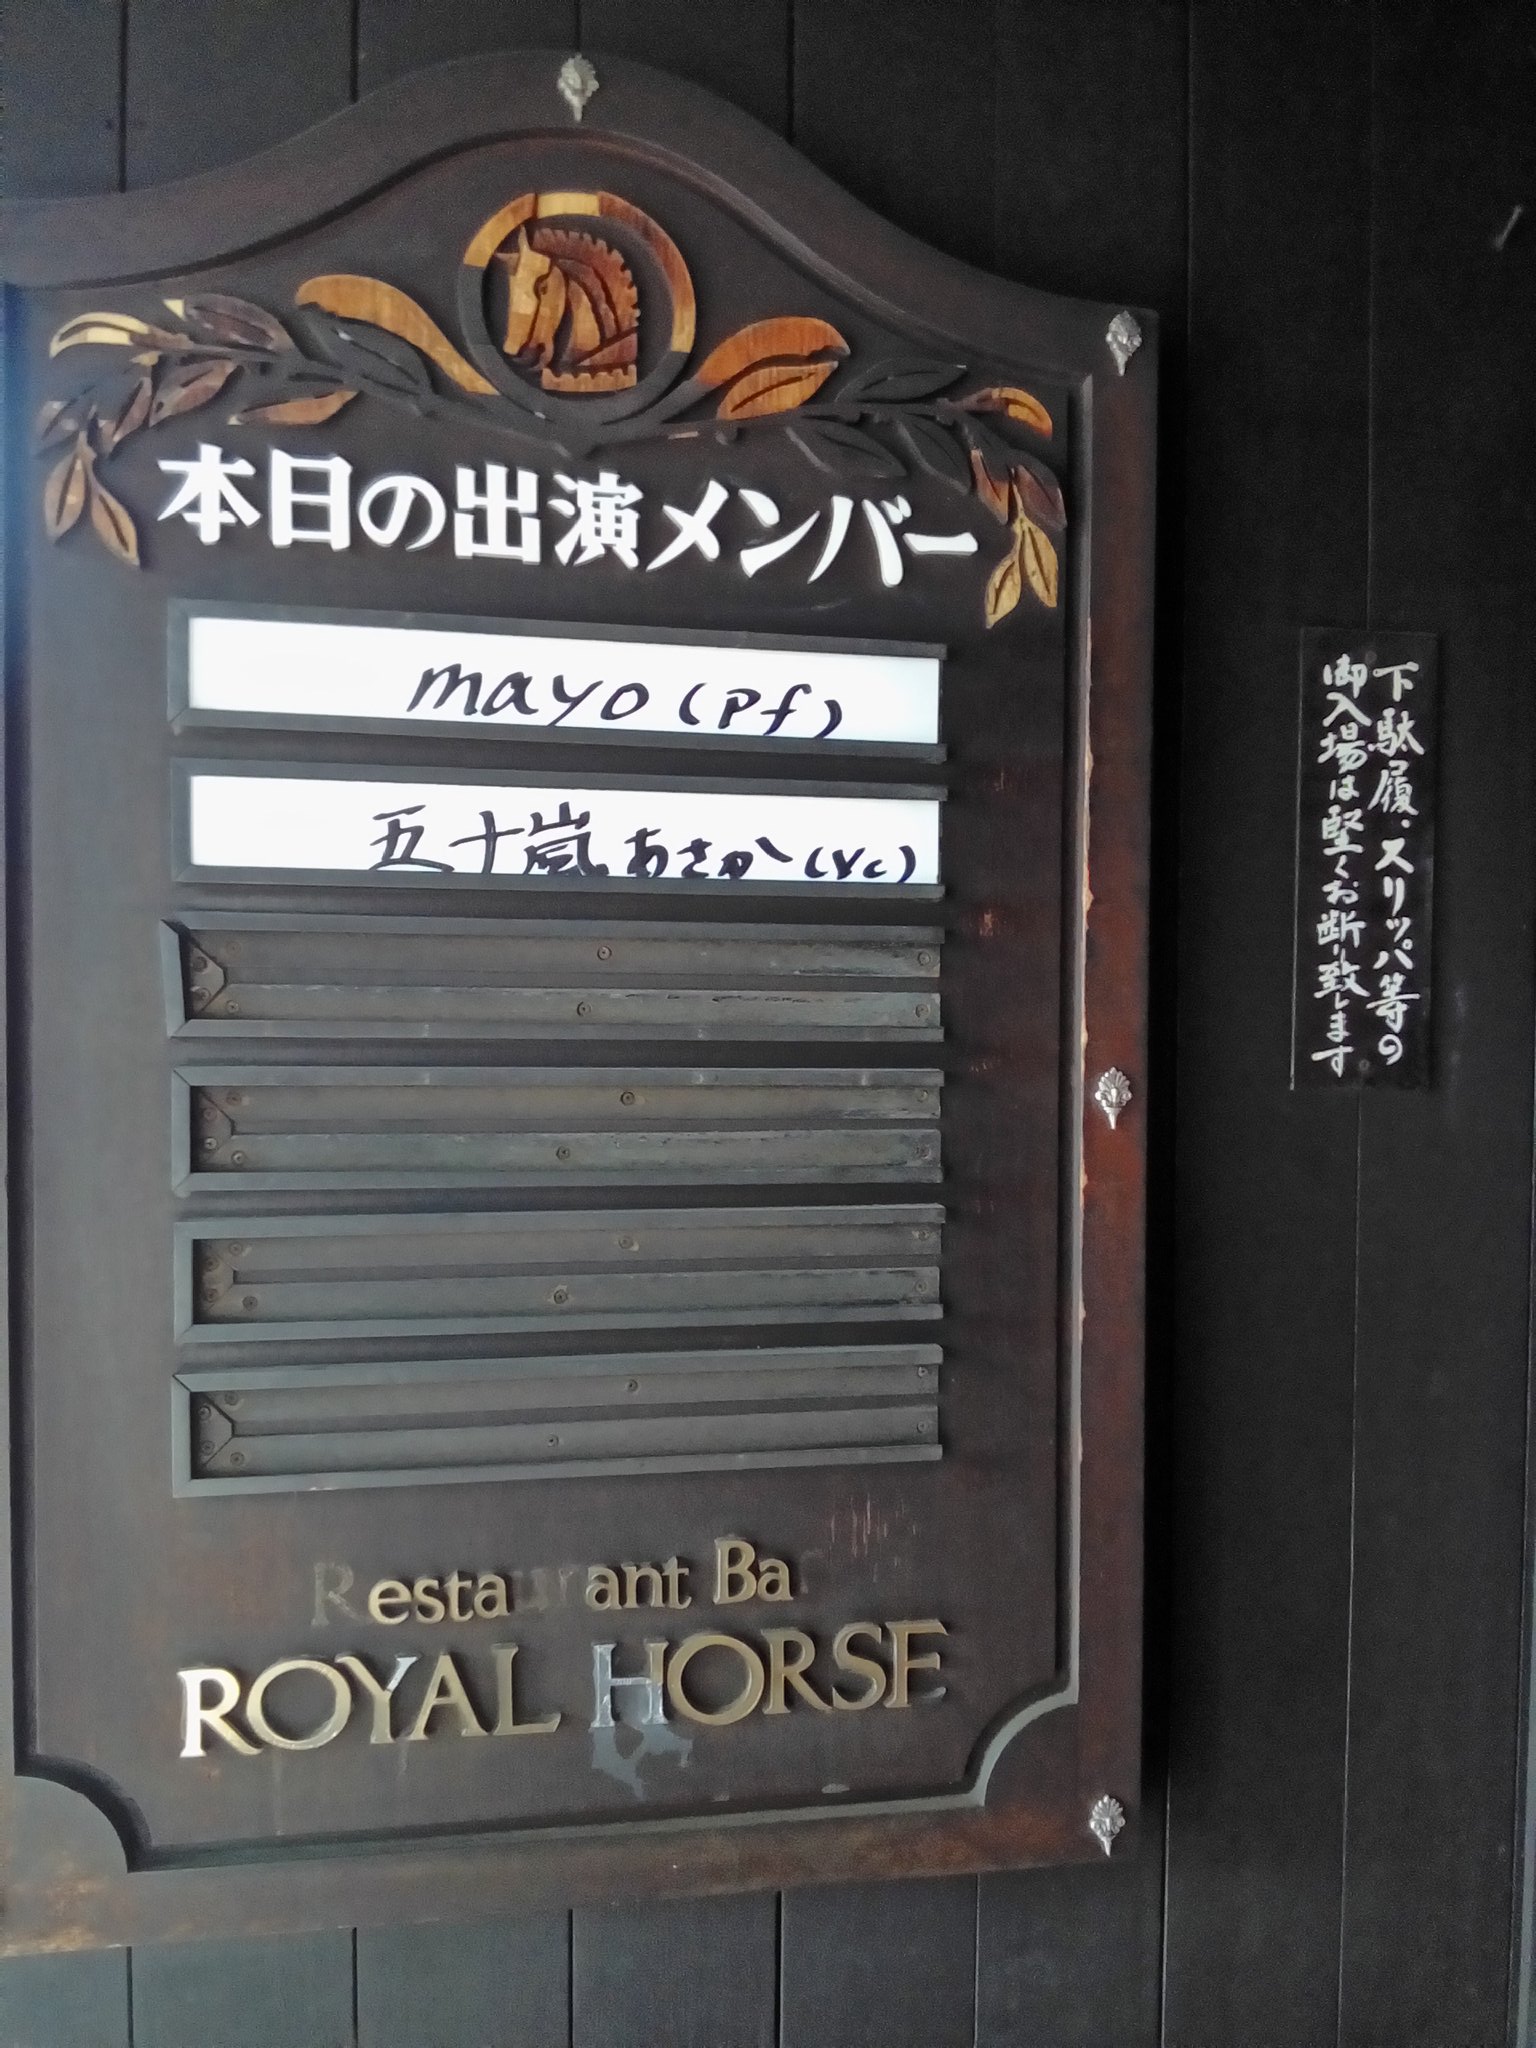 本日の出演メンバー
mayo (Pf)
五十嵐 あさか (Vc)
Restaurant Bar
ROYAL HORSE
下駄履・スリッパ等の
御入場は堅くお断り致します